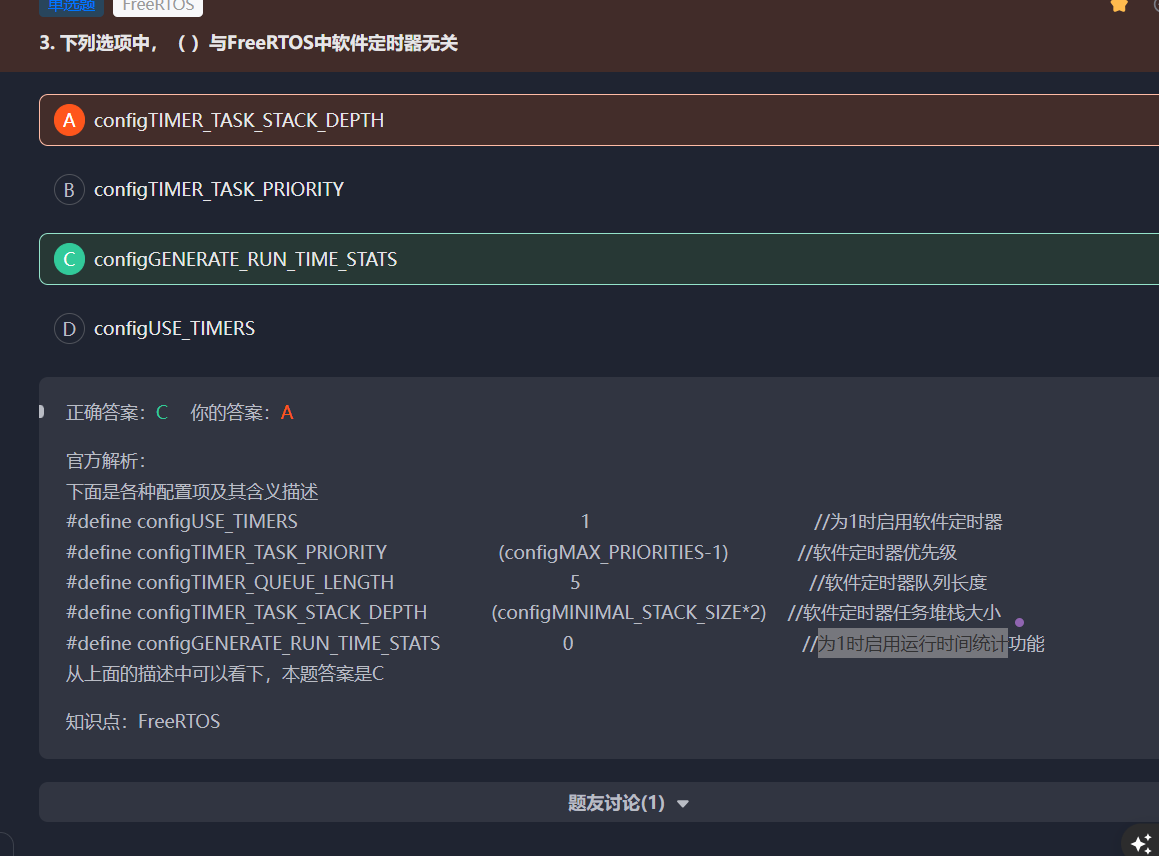 单选题 FreeRTOS
3. 下列选项中，（ ）与FreeRTOS中软件定时器无关
A configTIMER_TASK_STACK_DEPTH
B configTIMER_TASK_PRIORITY
C configGENERATE_RUN_TIME_STATS
D configUSE_TIMERS
正确答案：C 你的答案：A
官方解析：
下面是各种配置项及其含义描述
#define configUSE_TIMERS 1 //为1时启用软件定时器
#define configTIMER_TASK_PRIORITY (configMAX_PRIORITIES-1) //软件定时器优先级
#define configTIMER_QUEUE_LENGTH 5 //软件定时器队列长度
#define configTIMER_TASK_STACK_DEPTH (configMINIMAL_STACK_SIZE*2) //软件定时器任务堆栈大小
#define configGENERATE_RUN_TIME_STATS 0 //为1时启用运行时间统计功能
从上面的描述中可以看下，本题答案是C
知识点：FreeRTOS
题友讨论(1)